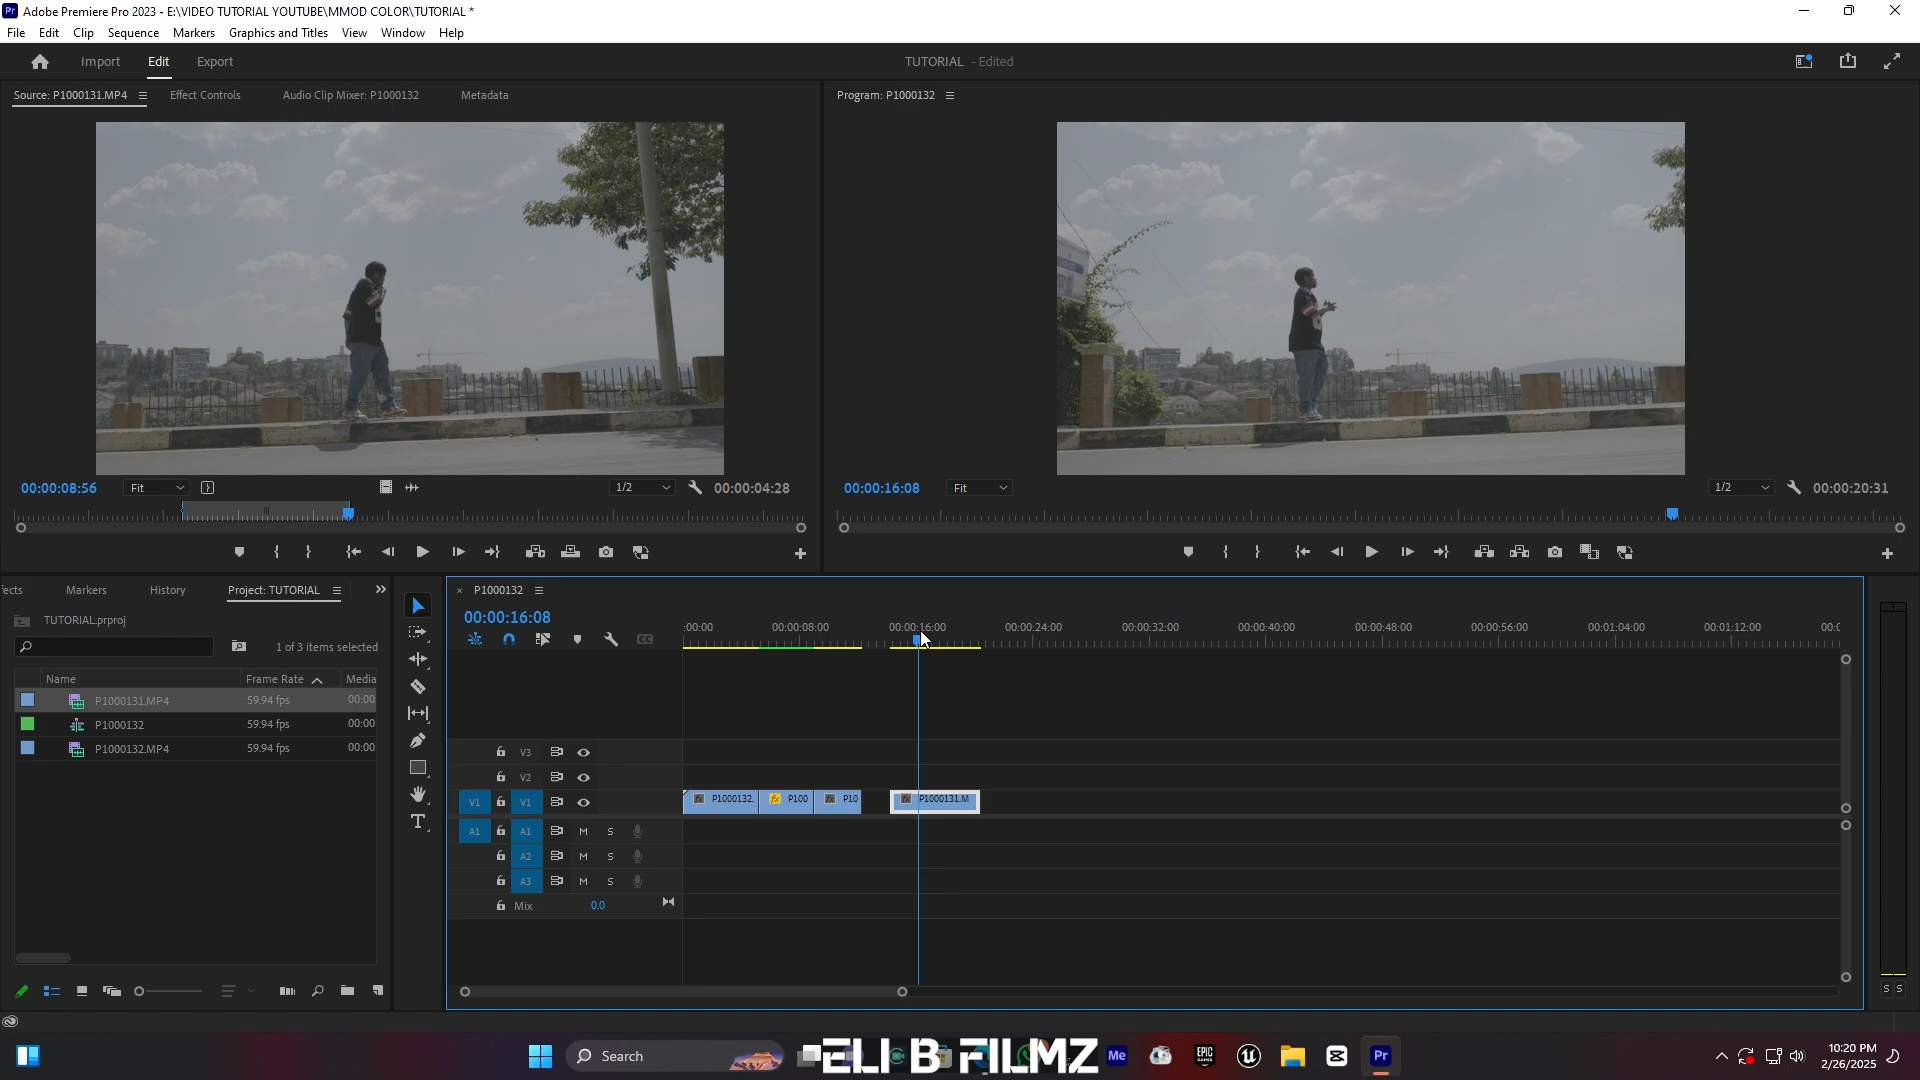 Adobe Premiere Pro 2023 - E:\VIDEO TUTORIAL YOUTUBE\MMOD COLOR\TUTORIAL *
File Edit Clip Sequence Markers Graphics and Titles View Window Help
Import Edit Export
TUTORIAL - Edited
Source: P1000131.MP4 Effect Controls Audio Clip Mixer: P1000132 Metadata
Program: P1000132
00:00:08:56 Fit 1/2 00:00:04:28
00:00:16:08 Fit 1/2 00:00:20:31
ects Markers History Project: TUTORIAL
TUTORIAL.prproj
1 of 3 items selected
Name Frame Rate Media
P1000131.MP4 59.94 fps 00:00
P1000132 59.94 fps 00:00
P1000132.MP4 59.94 fps 00:00
P1000132
00:00:16:08
:00:00 00:00:08:00 00:00:16:00 00:00:24:00 00:00:32:00 00:00:40:00 00:00:48:00 00:00:56:00 00:01:04:00 00:01:12:00 00:0
V3
V2
V1 V1 fx P1000132. fx P100 fx P10 fx P1000131.M
A1 A1 M S
A2 M S
A3 M S
Mix 0.0
S S
Search
ELI B FILMZ
Me
EPIC GAMES
Pr
10:20 PM
2/26/2025